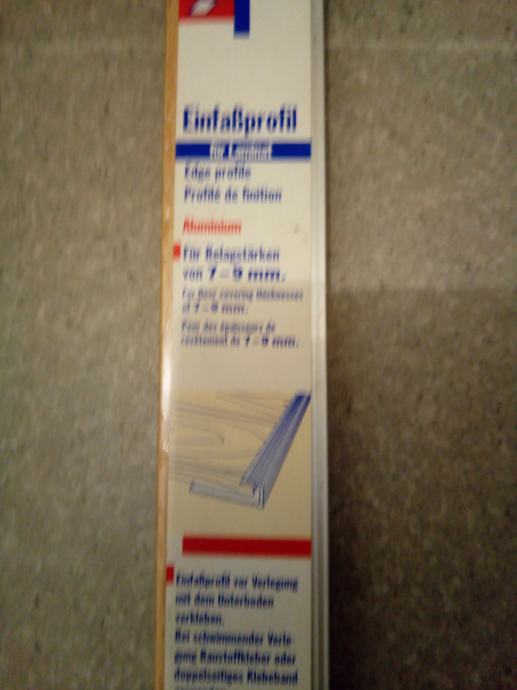 Einfaßprofil
für Laminat
Edge profile
Profilé de finition
Aluminium
Für Belagstärken
von 7–9 mm.
For floor covering thicknesses
of 7–9 mm.
Pour des épaisseurs de
revêtement de 7–9 mm.
Einfaßprofil vor Verlegung
mit dem Unterboden
verkleben.
Bei schwimmender Verle-
gung Baustoffkleber oder
doppelseitiges Klebeband